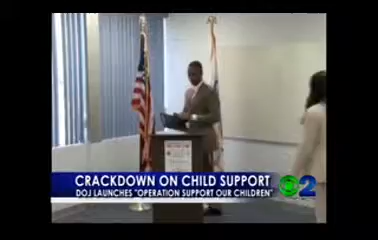 CRACKDOWN ON CHILD SUPPORT
DOJ LAUNCHES "OPERATION SUPPORT OUR CHILDREN"
2